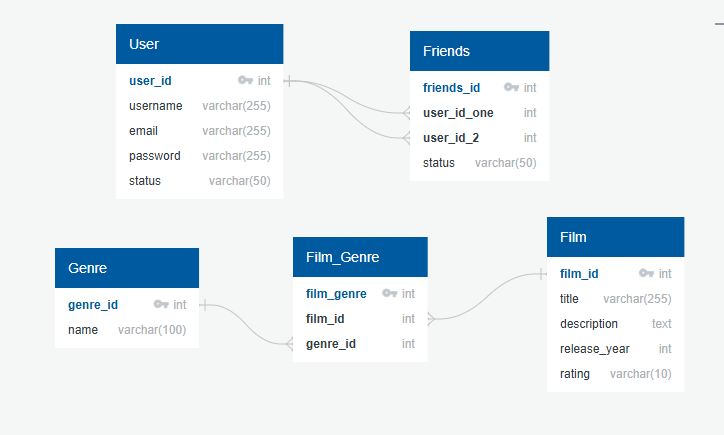 User
user_id int
username varchar(255)
email varchar(255)
password varchar(255)
status varchar(50)
Friends
friends_id int
user_id_one int
user_id_2 int
status varchar(50)
Genre
genre_id int
name varchar(100)
Film_Genre
film_genre int
film_id int
genre_id int
Film
film_id int
title varchar(255)
description text
release_year int
rating varchar(10)